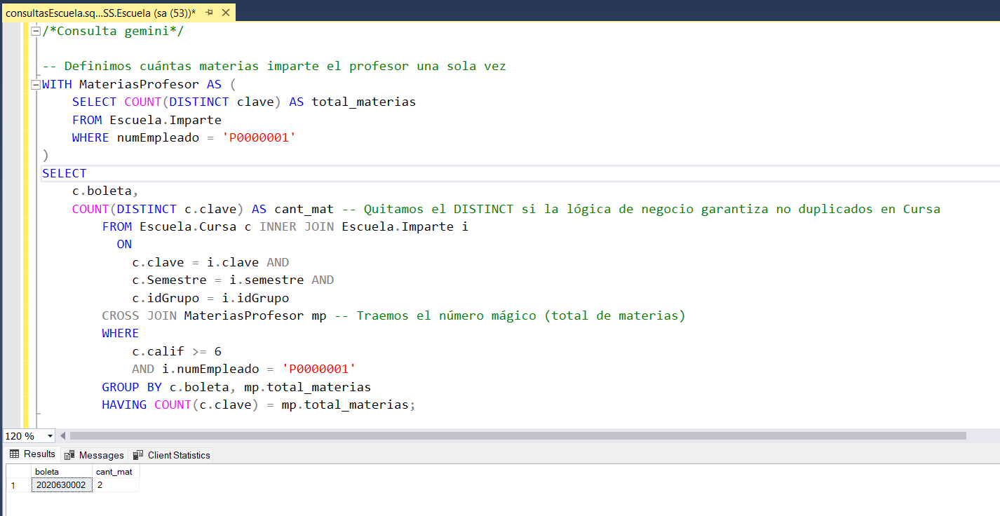 consultasEscuela.sq...SS.Escuela (sa (53))*
/*Consulta gemini*/
-- Definimos cuántas materias imparte el profesor una sola vez
WITH MateriasProfesor AS (
SELECT COUNT(DISTINCT clave) AS total_materias
FROM Escuela.Imparte
WHERE numEmpleado = 'P0000001'
)
SELECT
c.boleta,
COUNT(DISTINCT c.clave) AS cant_mat -- Quitamos el DISTINCT si la lógica de negocio garantiza no duplicados en Cursa
FROM Escuela.Cursa c INNER JOIN Escuela.Imparte i
ON
c.clave = i.clave AND
c.Semestre = i.semestre AND
c.idGrupo = i.idGrupo
CROSS JOIN MateriasProfesor mp -- Traemos el número mágico (total de materias)
WHERE
c.calif >= 6
AND i.numEmpleado = 'P0000001'
GROUP BY c.boleta, mp.total_materias
HAVING COUNT(c.clave) = mp.total_materias;
120 %
Results Messages Client Statistics
boleta cant_mat
1 2020630002 2